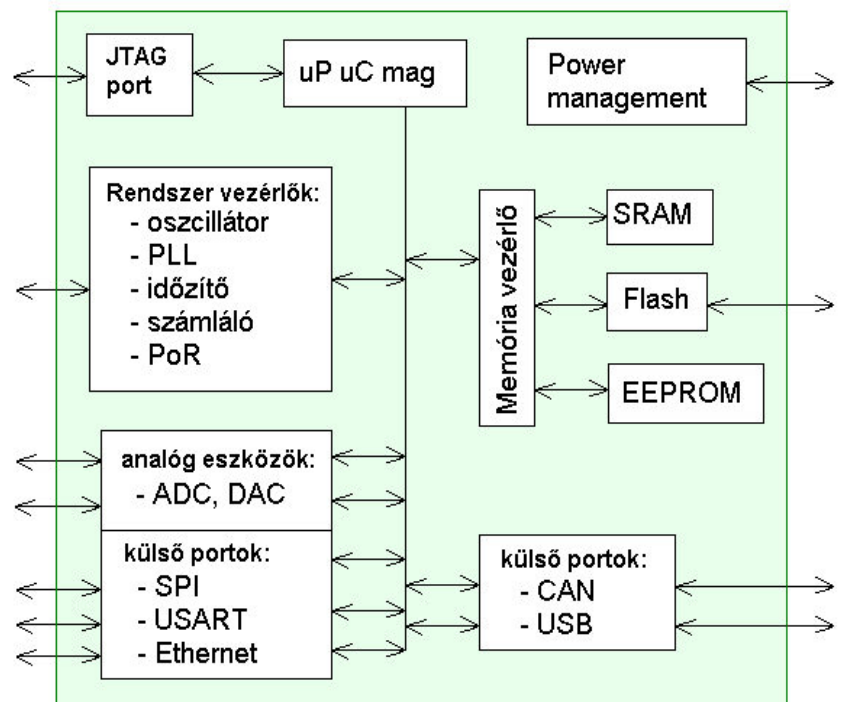 JTAG
port
uP uC mag
Power
management
Rendszer vezérlők:
- oszcillátor
- PLL
- időzítő
- számláló
- PoR
Memória vezérlő
SRAM
Flash
EEPROM
analóg eszközök:
- ADC, DAC
külső portok:
- SPI
- USART
- Ethernet
külső portok:
- CAN
- USB